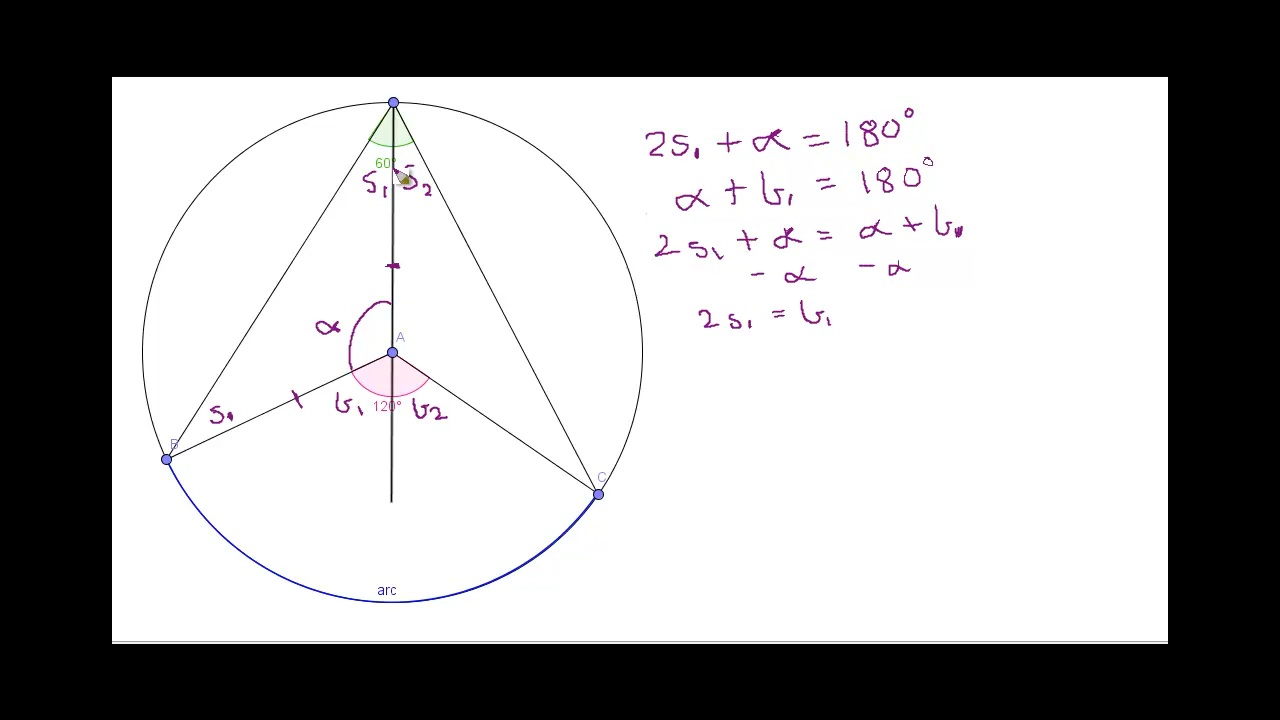 60°
S₁ S₂
α
A
S₁
b₁ 120° b₂
B
C
arc
2S₁ + α = 180°
α + b₁ = 180°
2S₁ + α = α + b₁
- α - α
2S₁ = b₁